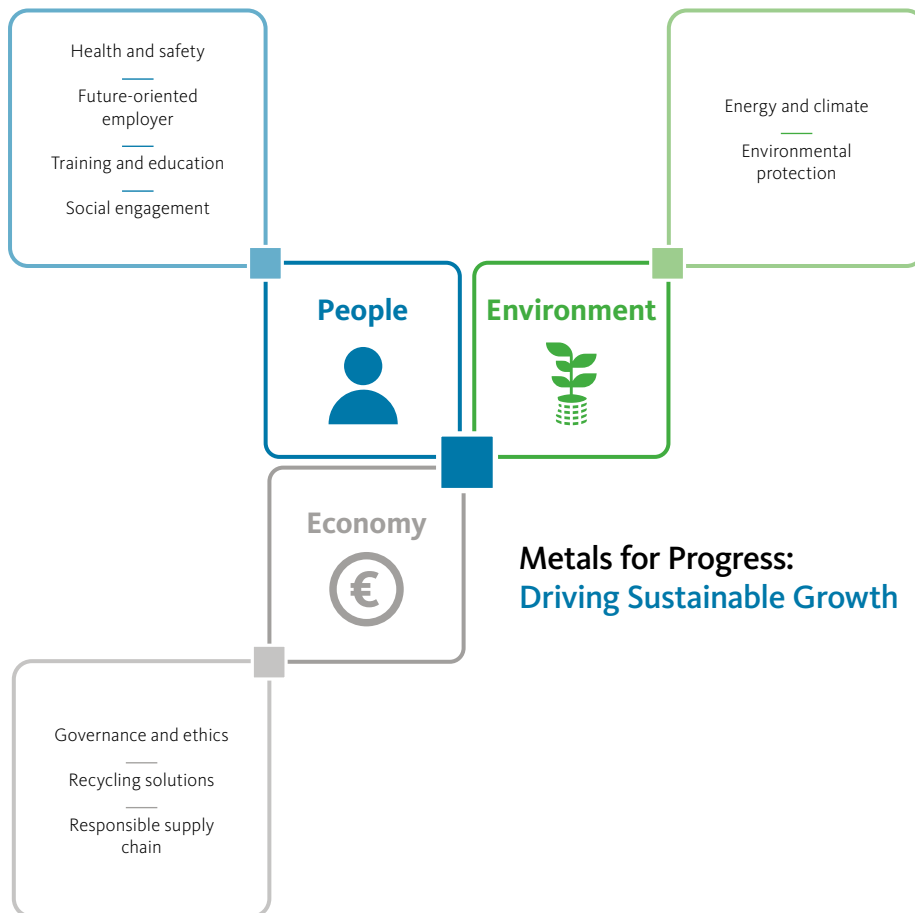 Health and safety
Future-oriented
employer
Training and education
Social engagement
Energy and climate
Environmental
protection
People
Environment
Economy
€
Metals for Progress:
Driving Sustainable Growth
Governance and ethics
Recycling solutions
Responsible supply
chain